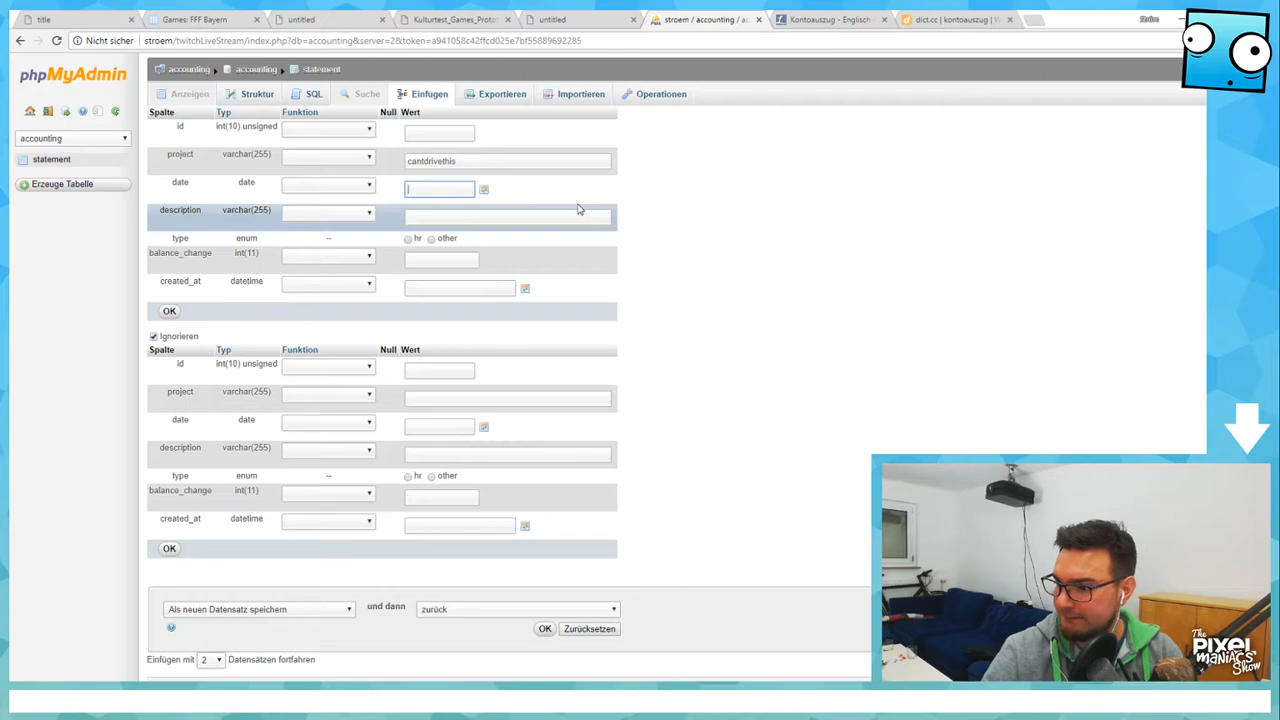 title
Games: FFF Bayern
untitled
Kulturtest_Games_Proto
untitled
stroem / accounting / ac
Kontoauszug - Englisch-
dict.cc | kontoauszug | W
Nicht sicher
stroem/twitchLiveStream/index.php?db=accounting&server=2&token=a941058c42ffcd025e7bf55889692285
phpMyAdmin
accounting
statement
Erzeuge Tabelle
accounting
accounting
statement
Anzeigen
Struktur
SQL
Suche
Einfügen
Exportieren
Importieren
Operationen
Spalte Typ Funktion Null Wert
id int(10) unsigned
project varchar(255) cantdrivethis
date date
description varchar(255)
type enum -- hr other
balance_change int(11)
created_at datetime
OK
Ignorieren
Spalte Typ Funktion Null Wert
id int(10) unsigned
project varchar(255)
date date
description varchar(255)
type enum -- hr other
balance_change int(11)
created_at datetime
OK
Als neuen Datensatz speichern und dann zurück
OK Zurücksetzen
Einfügen mit 2 Datensätzen fortfahren
The
PIXEL
MANIACS
Show